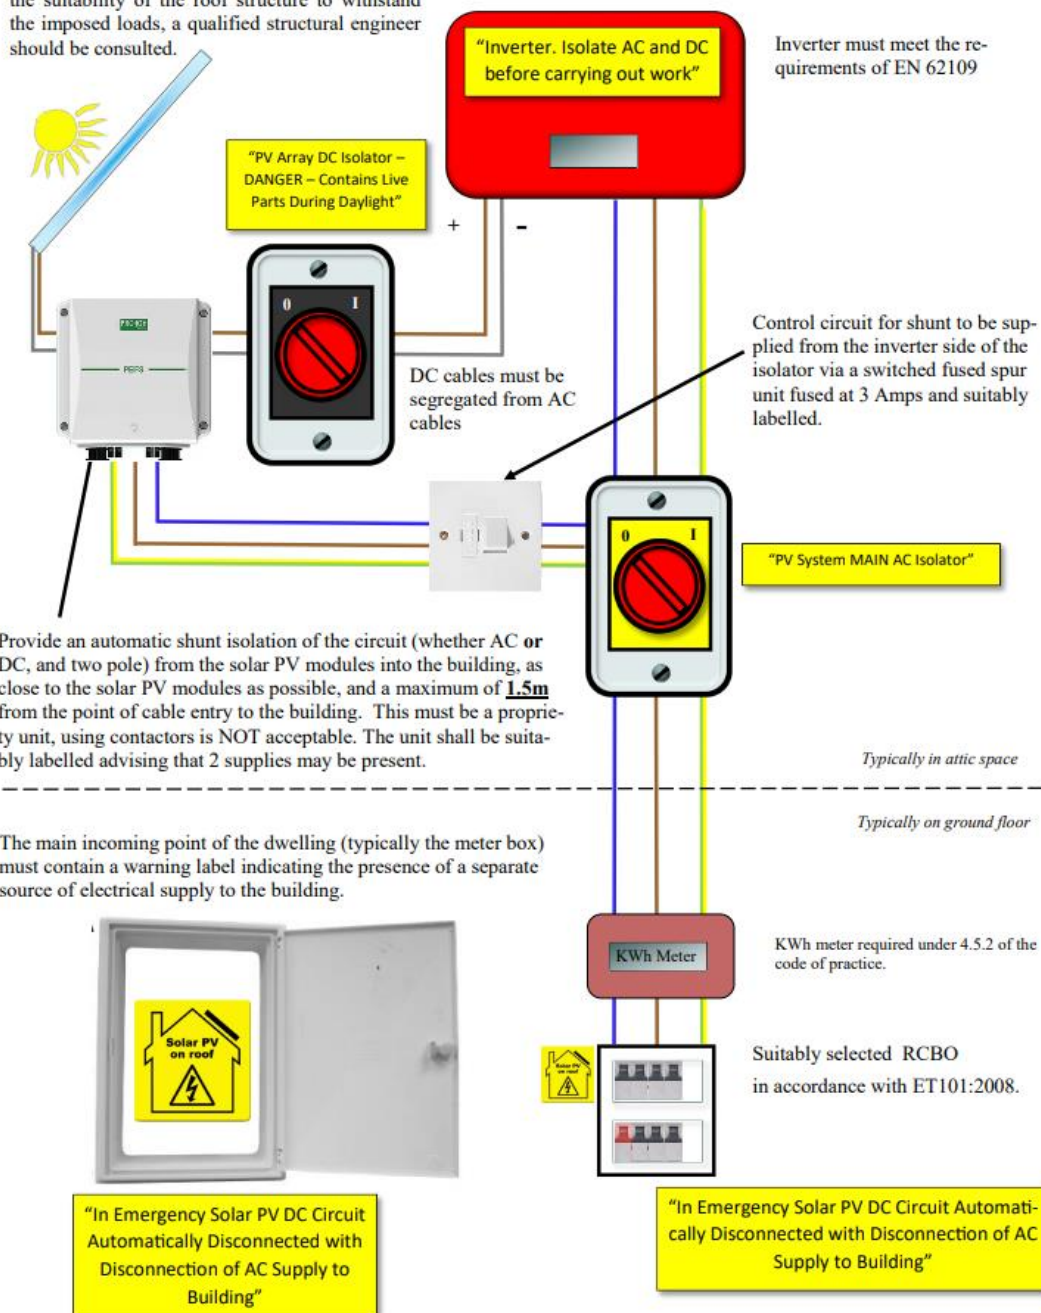 the suitability of the roof structure to withstand
the imposed loads, a qualified structural engineer
should be consulted.
“Inverter. Isolate AC and DC
before carrying out work”
Inverter must meet the re-
quirements of EN 62109
“PV Array DC Isolator –
DANGER – Contains Live
Parts During Daylight”
+ -
0 I
DC cables must be
segregated from AC
cables
Control circuit for shunt to be sup-
plied from the inverter side of the
isolator via a switched fused spur
unit fused at 3 Amps and suitably
labelled.
0 I
“PV System MAIN AC Isolator”
Provide an automatic shunt isolation of the circuit (whether AC or
DC, and two pole) from the solar PV modules into the building, as
close to the solar PV modules as possible, and a maximum of 1.5m
from the point of cable entry to the building. This must be a proprie-
ty unit, using contactors is NOT acceptable. The unit shall be suita-
bly labelled advising that 2 supplies may be present.
Typically in attic space
Typically on ground floor
The main incoming point of the dwelling (typically the meter box)
must contain a warning label indicating the presence of a separate
source of electrical supply to the building.
KWh Meter
KWh meter required under 4.5.2 of the
code of practice.
Solar PV
on roof
Solar PV
on roof
Suitably selected RCBO
in accordance with ET101:2008.
“In Emergency Solar PV DC Circuit
Automatically Disconnected with
Disconnection of AC Supply to
Building”
“In Emergency Solar PV DC Circuit Automati-
cally Disconnected with Disconnection of AC
Supply to Building”